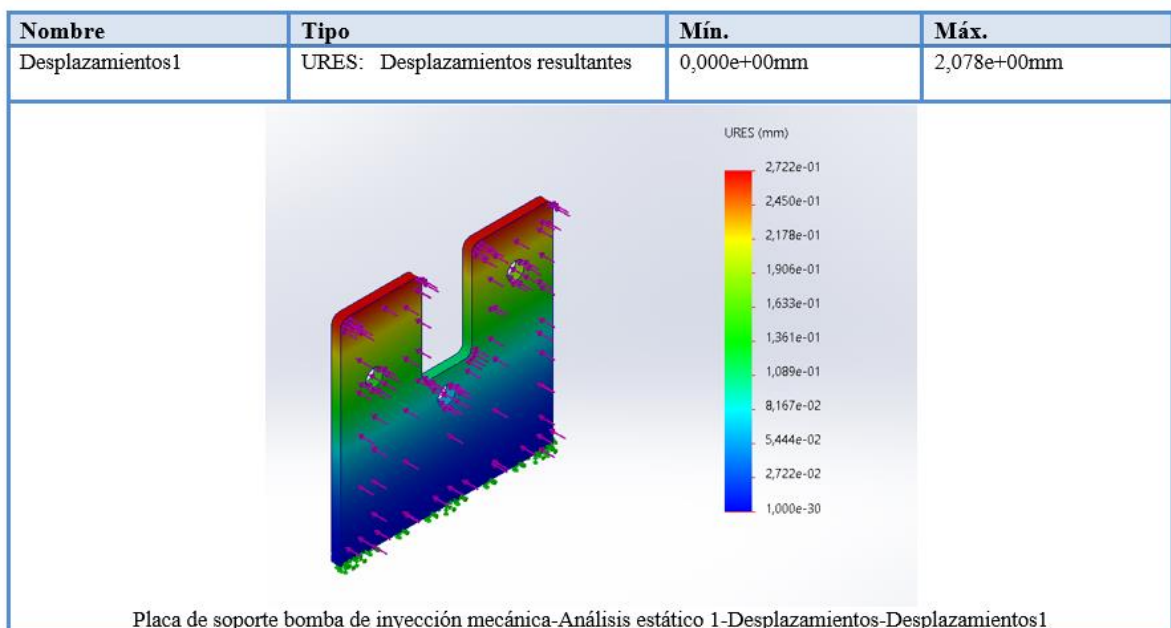 Nombre Tipo Mín. Máx.
Desplazamientos1 URES: Desplazamientos resultantes 0,000e+00mm 2,078e+00mm
URES (mm)
2,722e-01
2,450e-01
2,178e-01
1,906e-01
1,633e-01
1,361e-01
1,089e-01
8,167e-02
5,444e-02
2,722e-02
1,000e-30
Placa de soporte bomba de inyección mecánica-Análisis estático 1-Desplazamientos-Desplazamientos1